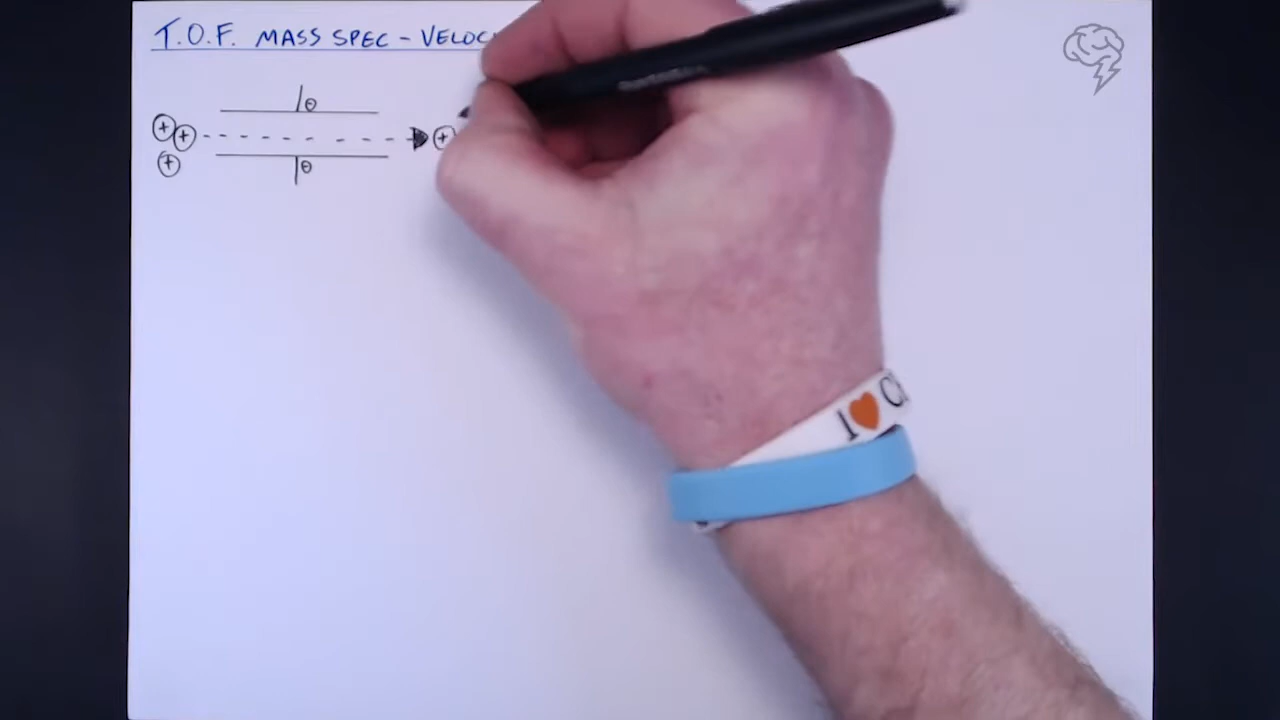 T.O.F. MASS SPEC - VELOC
⊖
+ + +
+
⊖
I ❤ C